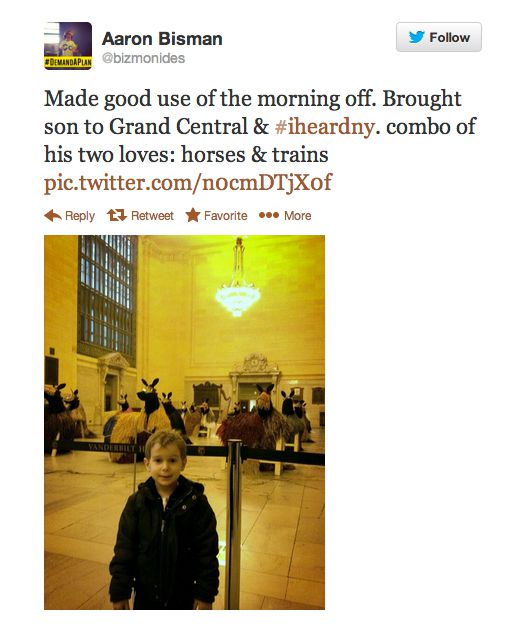 Aaron Bisman
@bizmonides
#DEMANDAPLAN
Follow
Made good use of the morning off. Brought
son to Grand Central & #iheardny. combo of
his two loves: horses & trains
pic.twitter.com/nocmDTjXof
Reply Retweet Favorite More
VANDERBILT